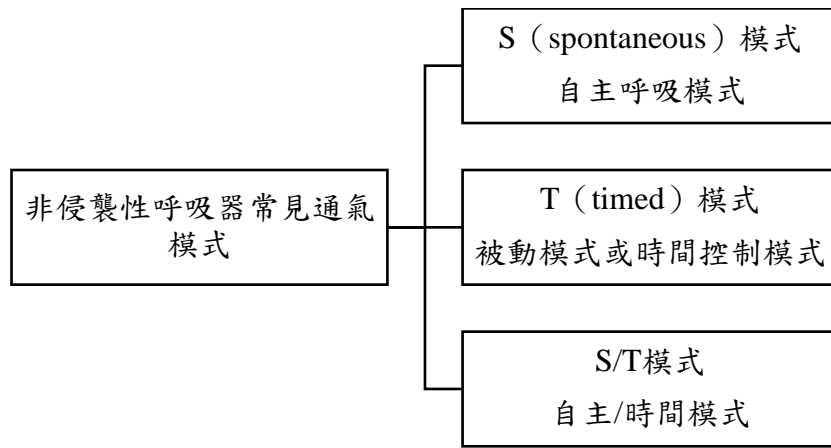 非侵襲性呼吸器常見通氣
模式
S（spontaneous）模式
自主呼吸模式
T（timed）模式
被動模式或時間控制模式
S/T模式
自主/時間模式